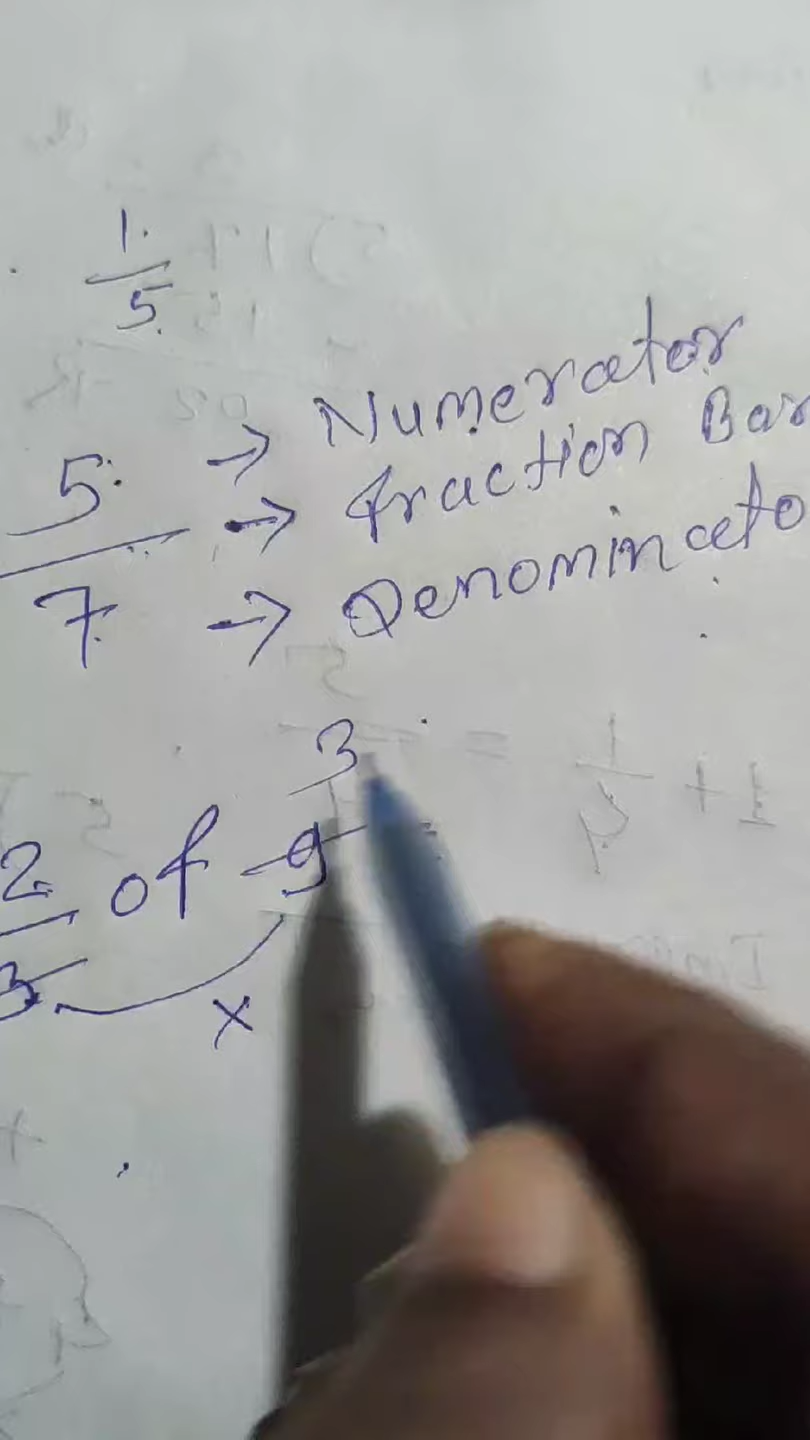 1
5
5 → Numerator
→ Fraction Bar
7 → Denominato
3
2 of 9
3
×